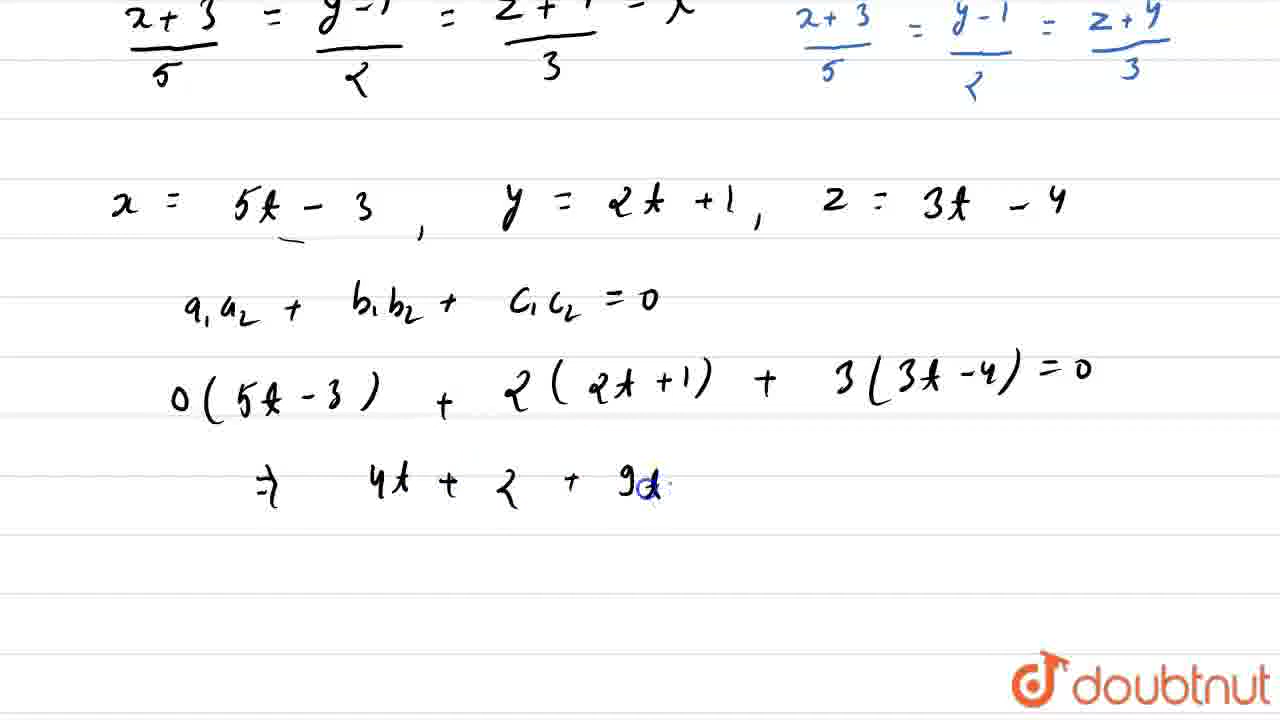 x+3/5 = y-1/2 = z+4/3 = λ
x+3/5 = y-1/2 = z+4/3
x = 5t - 3, y = 2t + 1, z = 3t - 4
a₁a₂ + b₁b₂ + c₁c₂ = 0
0(5t - 3) + 2(2t + 1) + 3(3t - 4) = 0
⇒ 4t + 2 + 9t
doubtnut